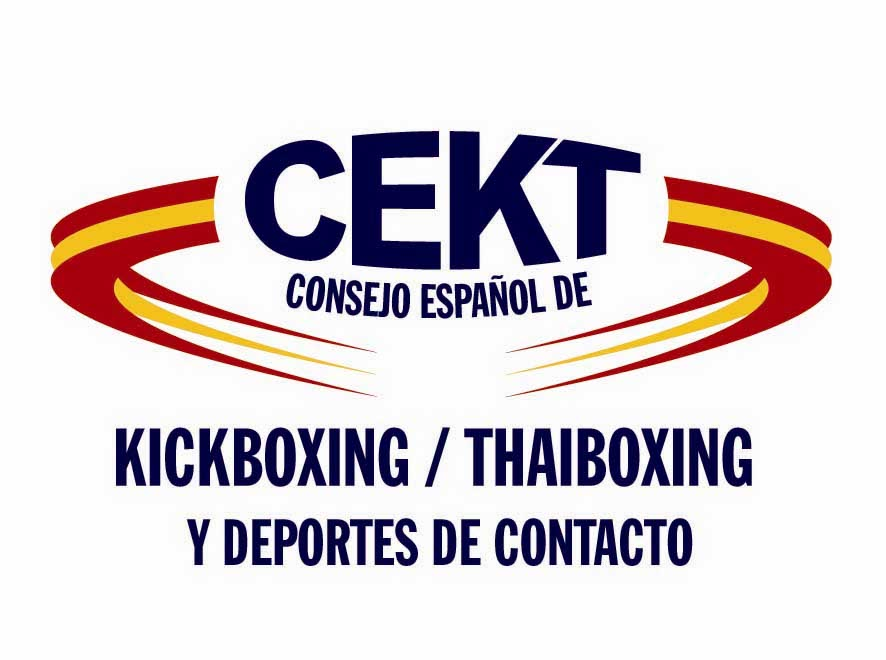 CEKT
CONSEJO ESPAÑOL DE
KICKBOXING / THAIBOXING
Y DEPORTES DE CONTACTO